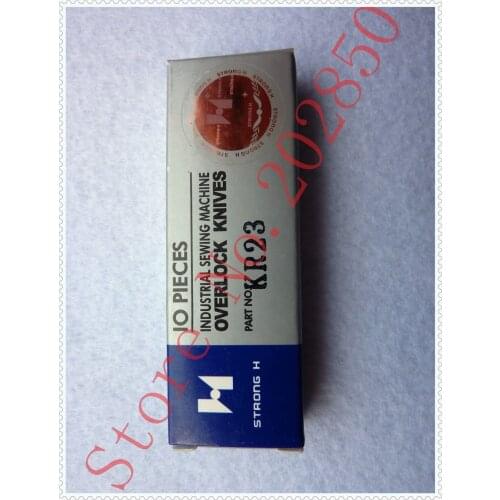 10 PIECES
INDUSTRIAL SEWING MACHINE
OVERLOCK KNIVES
PART NO. KR23
STRONG H
Store No. 202850